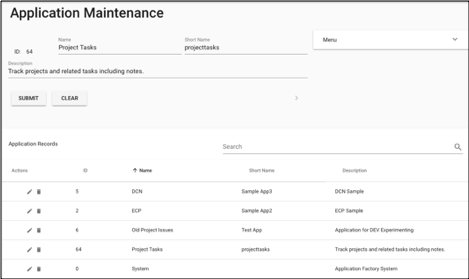 Application Maintenance
Name Short Name Menu
ID: 64 Project Tasks projecttasks
Description
Track projects and related tasks including notes.
SUBMIT CLEAR
Application Records Search
Actions ID Name Short Name Description
5 DCN Sample App3 DCN Sample
2 ECP Sample App2 ECP Sample
6 Old Project Issues Test App Application for DEV Experimenting
64 Project Tasks projecttasks Track projects and related tasks including notes.
0 System Application Factory System